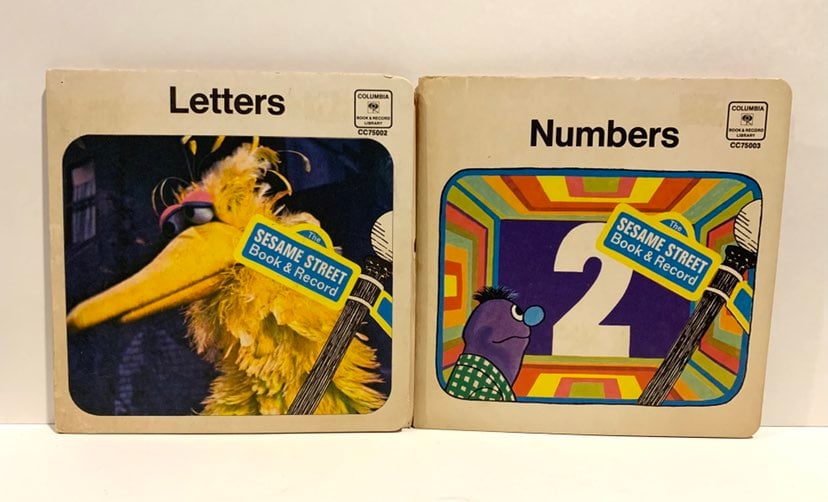 Letters
COLUMBIA
BOOK & RECORD
LIBRARY
CC75002
The
SESAME STREET
Book & Record
Numbers
COLUMBIA
BOOK & RECORD
LIBRARY
CC75003
2
The
SESAME STREET
Book & Record